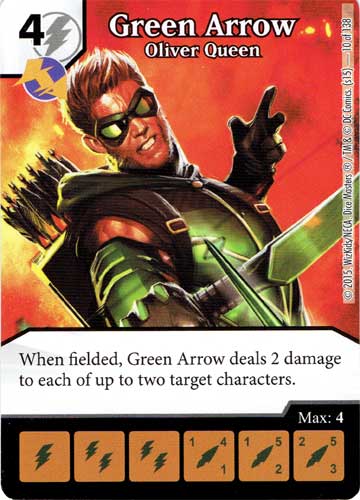 4
Green Arrow
Oliver Queen
© 2015 WizKids/NECA. Dice Masters ® / TM & © DC Comics. (s15) — 10 of 138
When fielded, Green Arrow deals 2 damage
to each of up to two target characters.
Max: 4
1 4
1
1 5
2
2 5
3